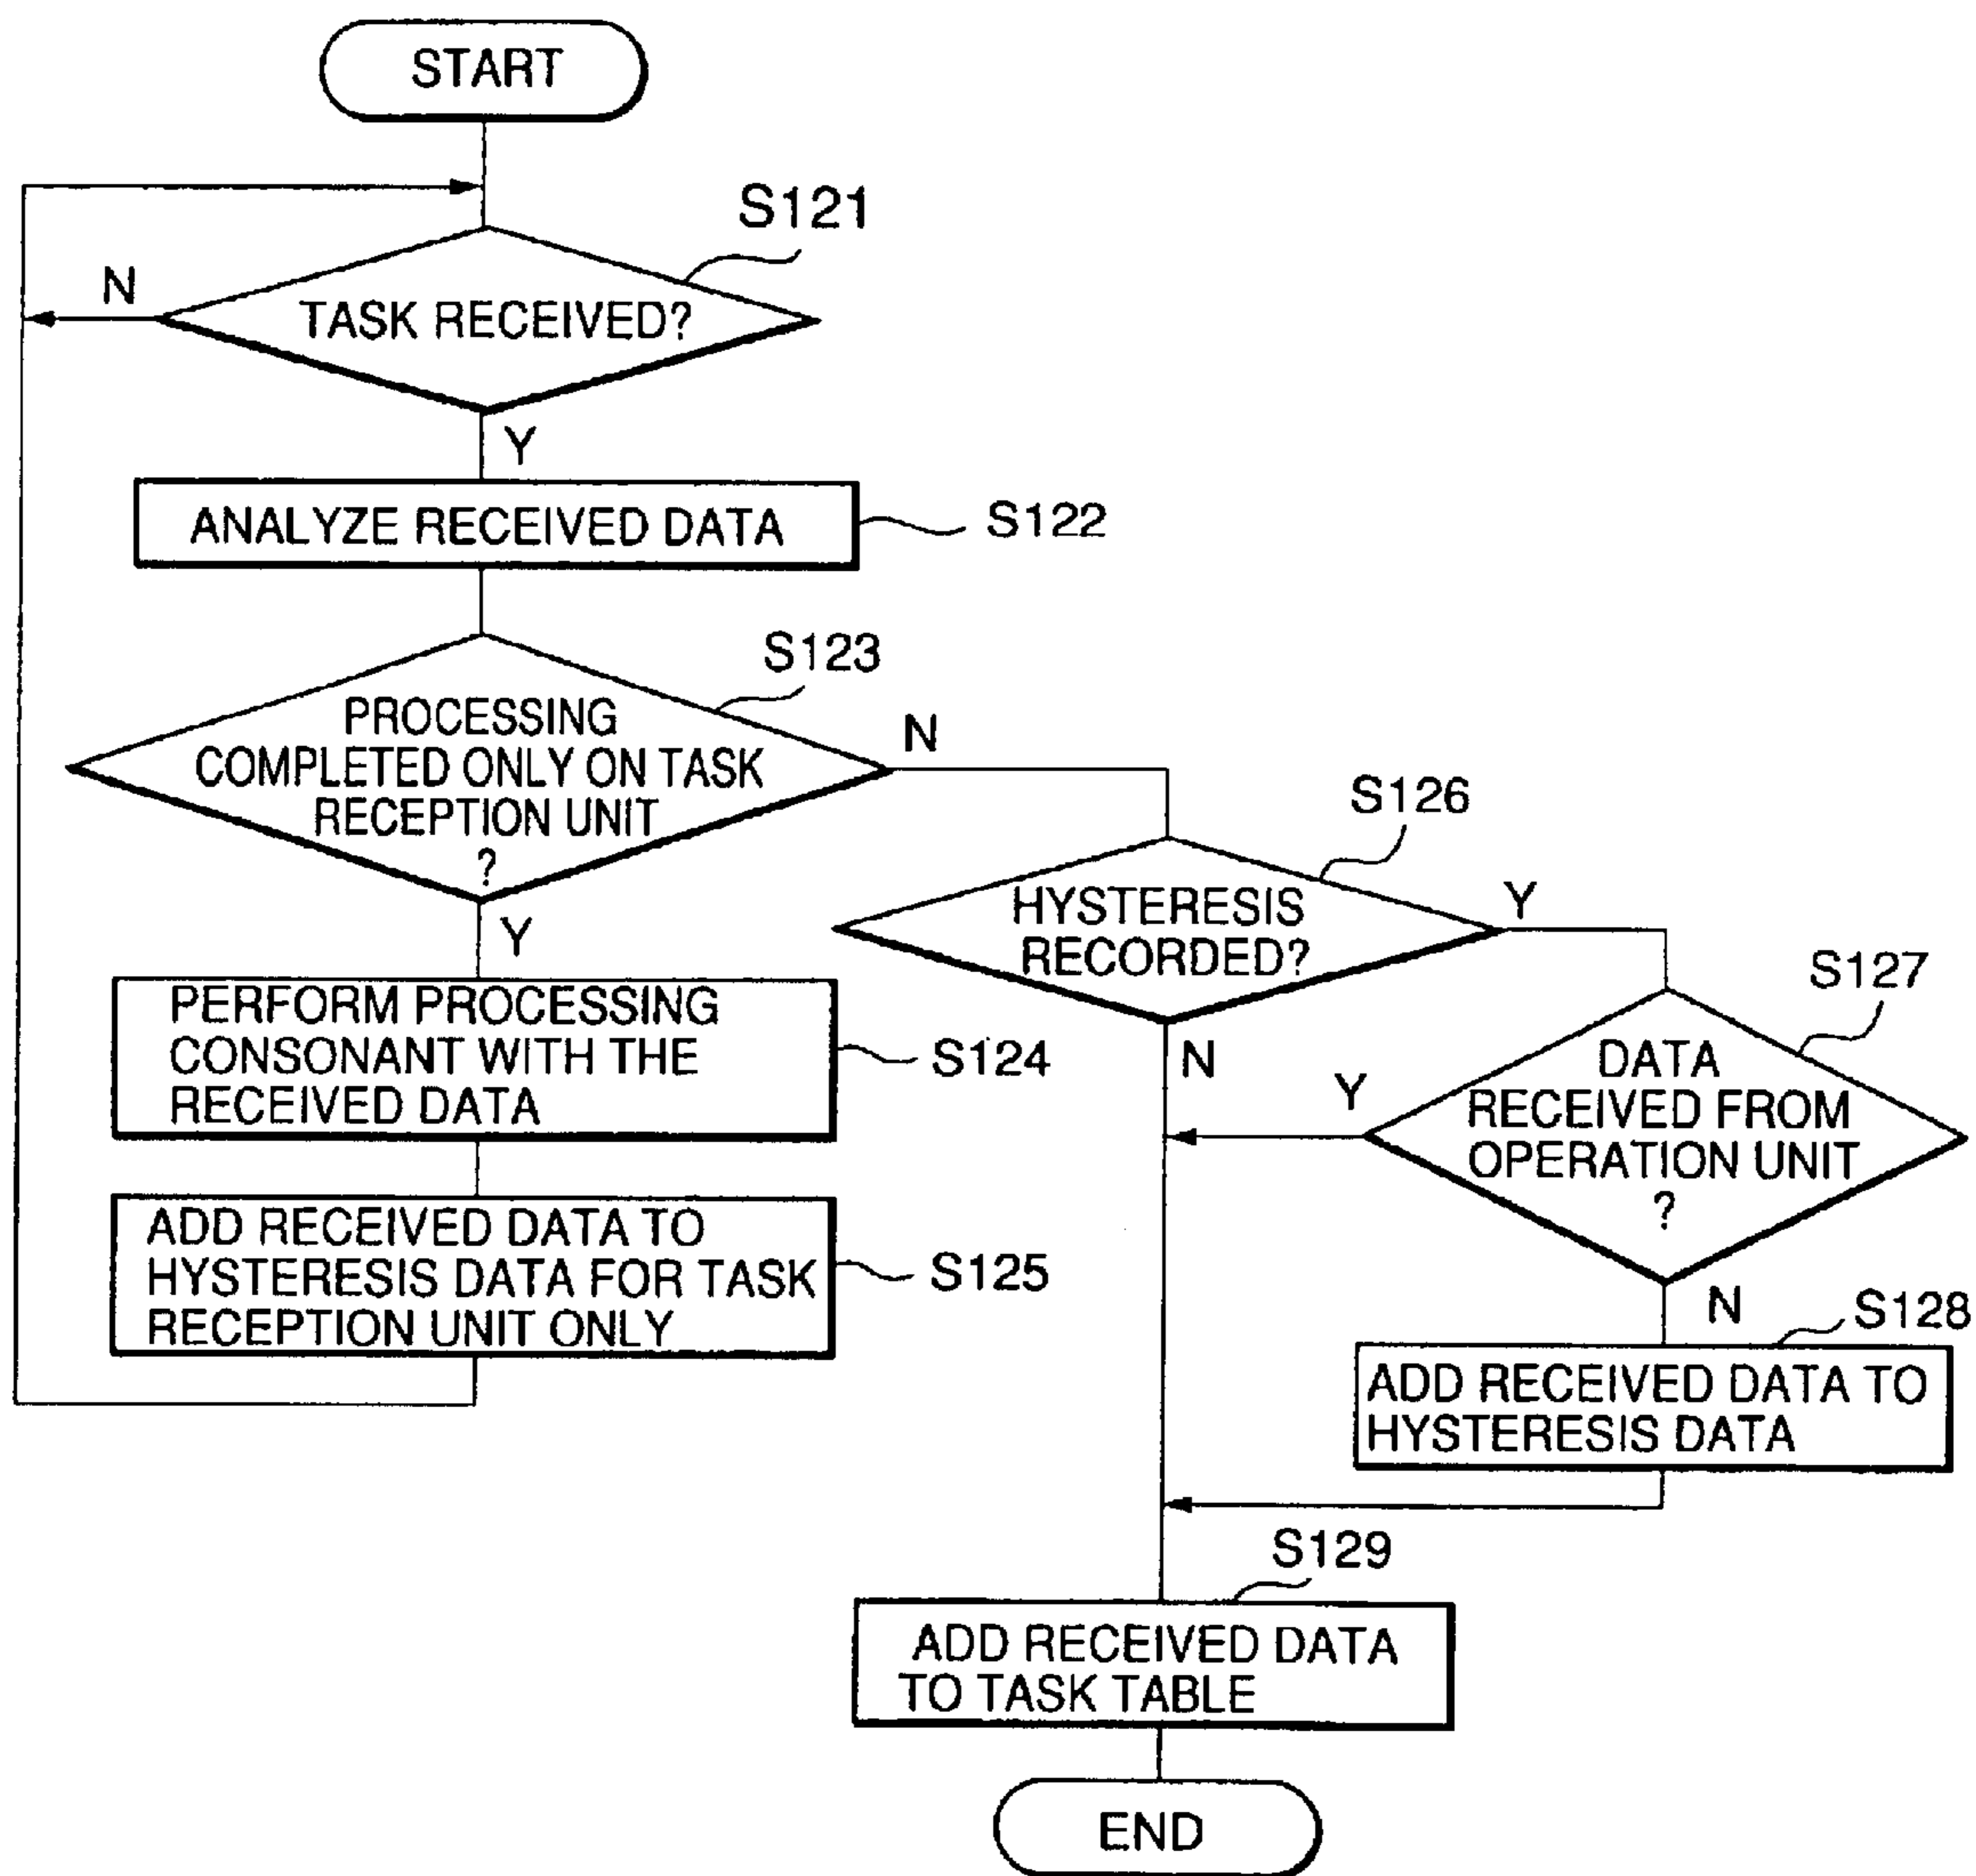 START
S121
N
TASK RECEIVED?
Y
ANALYZE RECEIVED DATA
S122
S123
PROCESSING
COMPLETED ONLY ON TASK
RECEPTION UNIT
?
N
Y
S126
HYSTERESIS
RECORDED?
Y
N
S127
DATA
RECEIVED FROM
OPERATION UNIT
?
Y
N
PERFORM PROCESSING
CONSONANT WITH THE
RECEIVED DATA
S124
ADD RECEIVED DATA TO
HYSTERESIS DATA FOR TASK
RECEPTION UNIT ONLY
S125
S128
ADD RECEIVED DATA TO
HYSTERESIS DATA
S129
ADD RECEIVED DATA
TO TASK TABLE
END